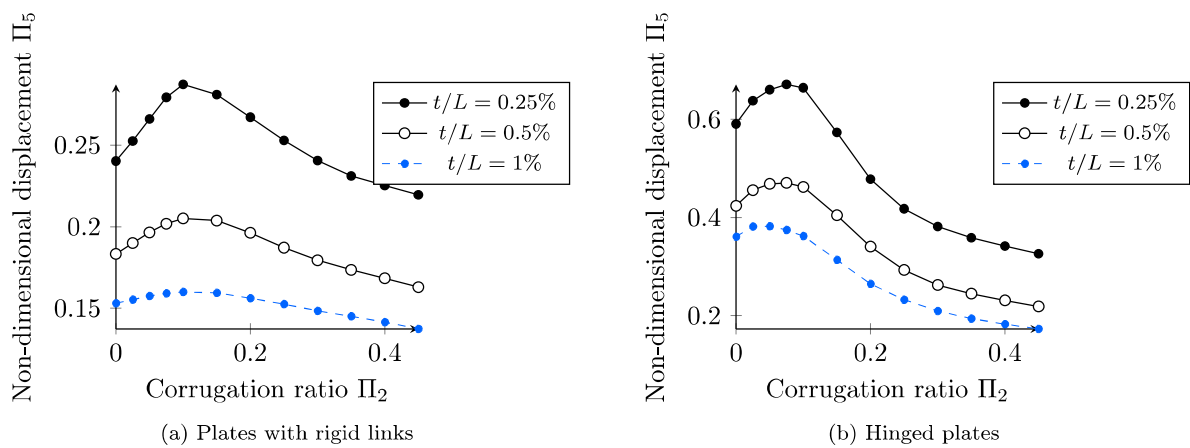 Non-dimensional displacement Π₅
0.25
0.2
0.15
0
0.2
0.4
Corrugation ratio Π₂
t/L = 0.25%
t/L = 0.5%
t/L = 1%
(a) Plates with rigid links
Non-dimensional displacement Π₅
0.6
0.4
0.2
0
0.2
0.4
Corrugation ratio Π₂
t/L = 0.25%
t/L = 0.5%
t/L = 1%
(b) Hinged plates